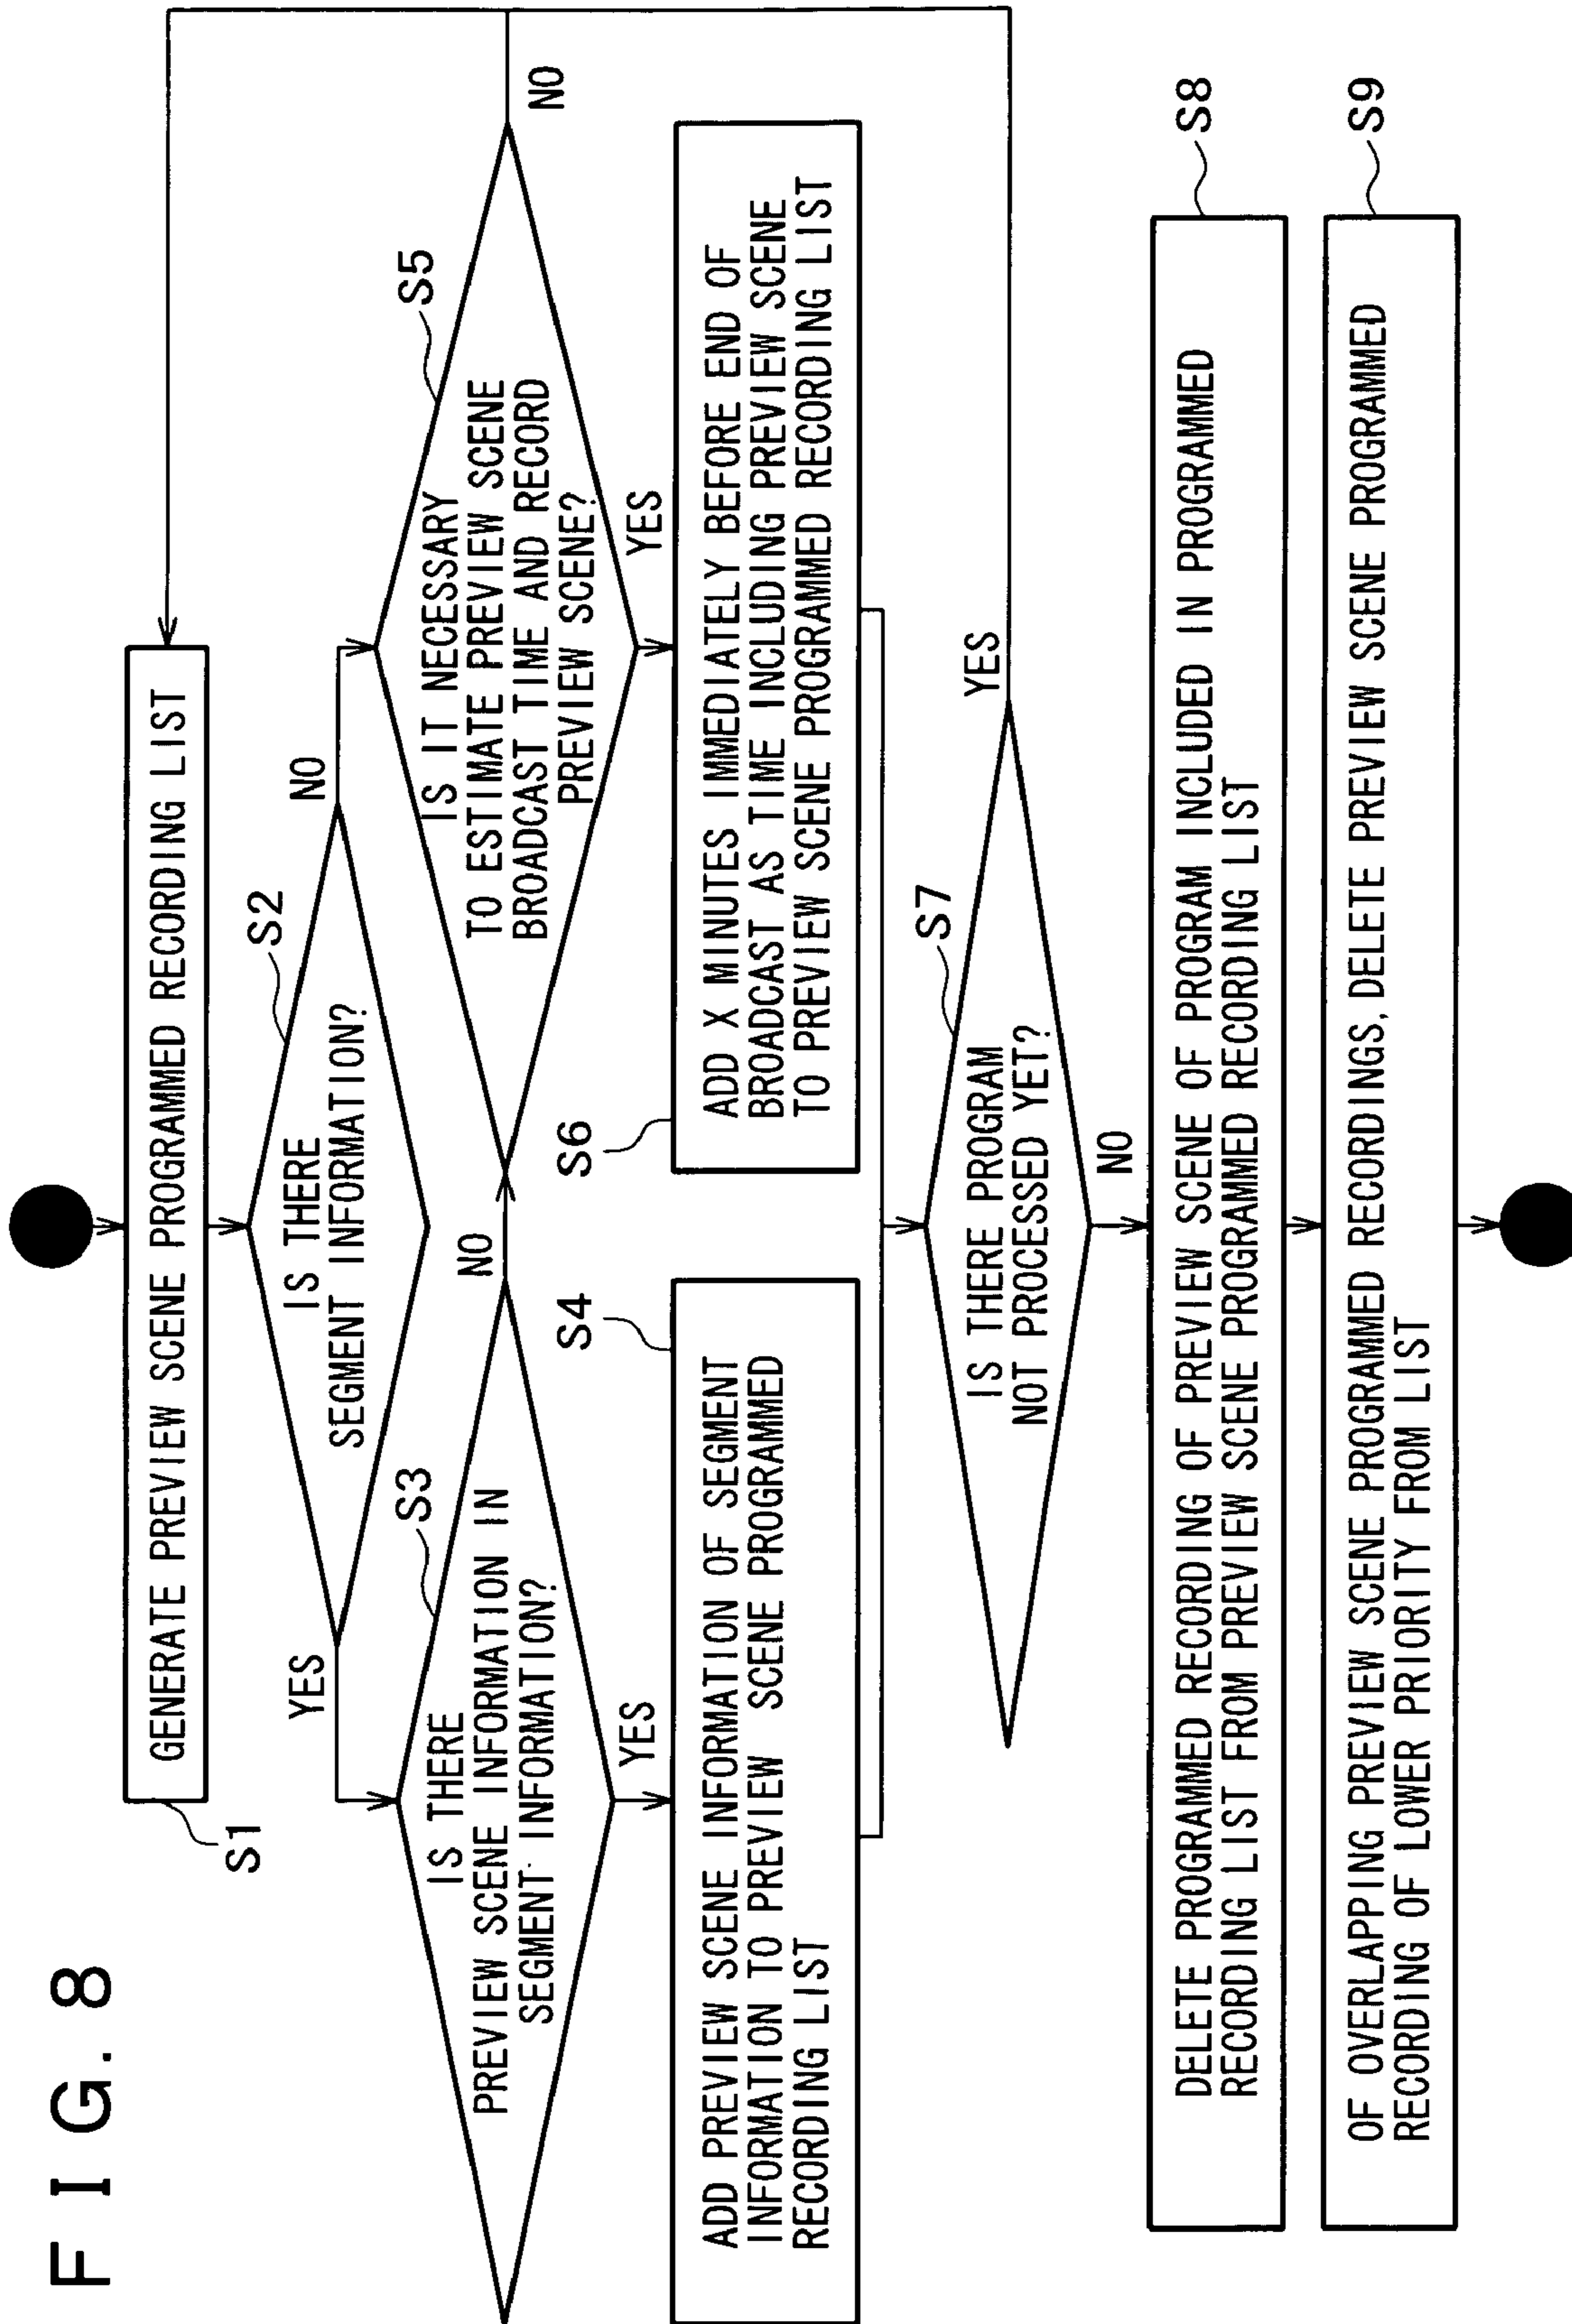 FIG. 8
S1
GENERATE PREVIEW SCENE PROGRAMMED RECORDING LIST
S2
IS THERE
SEGMENT INFORMATION?
YES
NO
S3
IS THERE
PREVIEW SCENE INFORMATION IN
SEGMENT INFORMATION?
NO
YES
S5
IS IT NECESSARY
TO ESTIMATE PREVIEW SCENE
BROADCAST TIME AND RECORD
PREVIEW SCENE?
NO
YES
S4
ADD PREVIEW SCENE INFORMATION OF SEGMENT
INFORMATION TO PREVIEW SCENE PROGRAMMED
RECORDING LIST
S6
ADD X MINUTES IMMEDIATELY BEFORE END OF
BROADCAST AS TIME INCLUDING PREVIEW SCENE
TO PREVIEW SCENE PROGRAMMED RECORDING LIST
S7
IS THERE PROGRAM
NOT PROCESSED YET?
YES
NO
S8
DELETE PROGRAMMED RECORDING OF PREVIEW SCENE OF PROGRAM INCLUDED IN PROGRAMMED
RECORDING LIST FROM PREVIEW SCENE PROGRAMMED RECORDING LIST
S9
OF OVERLAPPING PREVIEW SCENE PROGRAMMED RECORDINGS, DELETE PREVIEW SCENE PROGRAMMED
RECORDING OF LOWER PRIORITY FROM LIST